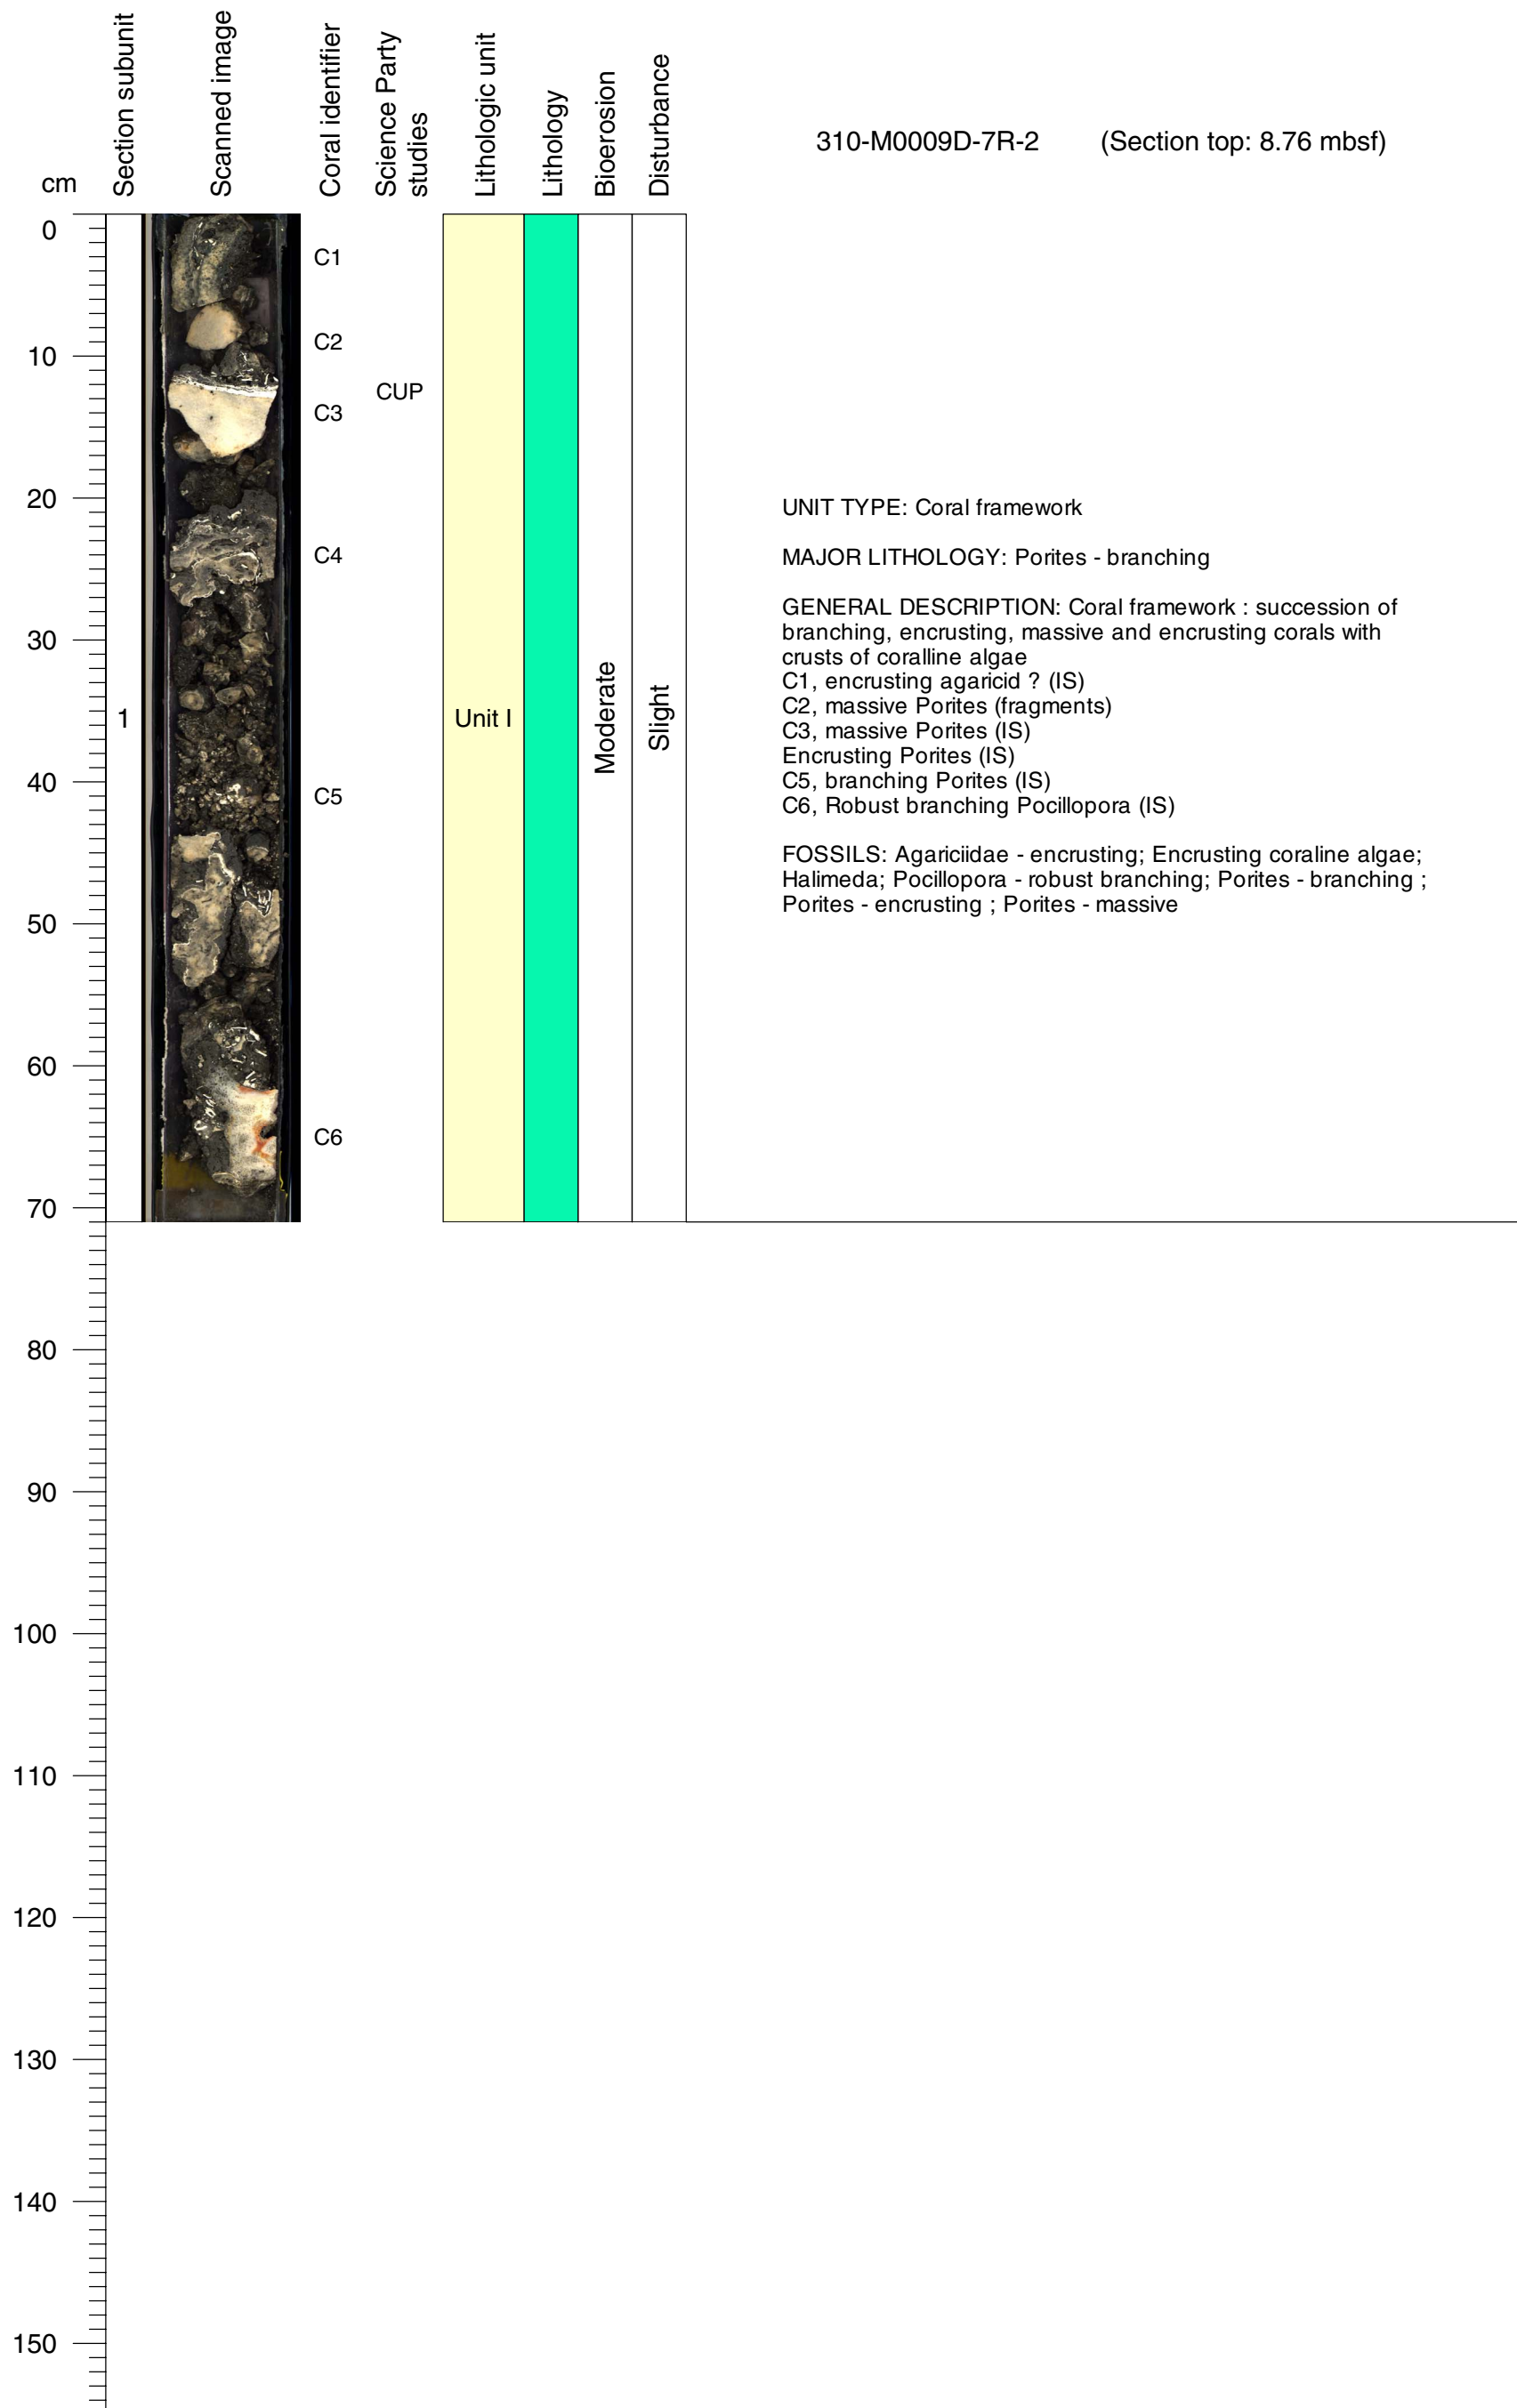 Section subunit
Scanned image
Coral identifier
Science Party
studies
Lithologic unit
Lithology
Bioerosion
Disturbance
310-M0009D-7R-2 (Section top: 8.76 mbsf)
cm
0
C1
C2
10
CUP
C3
20
UNIT TYPE: Coral framework
C4
MAJOR LITHOLOGY: Porites - branching
GENERAL DESCRIPTION: Coral framework : succession of
branching, encrusting, massive and encrusting corals with
crusts of coralline algae
C1, encrusting agaricid ? (IS)
C2, massive Porites (fragments)
C3, massive Porites (IS)
Encrusting Porites (IS)
C5, branching Porites (IS)
C6, Robust branching Pocillopora (IS)
30
1
Unit I
Moderate
Slight
40
C5
FOSSILS: Agariciidae - encrusting; Encrusting coraline algae;
Halimeda; Pocillopora - robust branching; Porites - branching ;
Porites - encrusting ; Porites - massive
50
60
C6
70
80
90
100
110
120
130
140
150